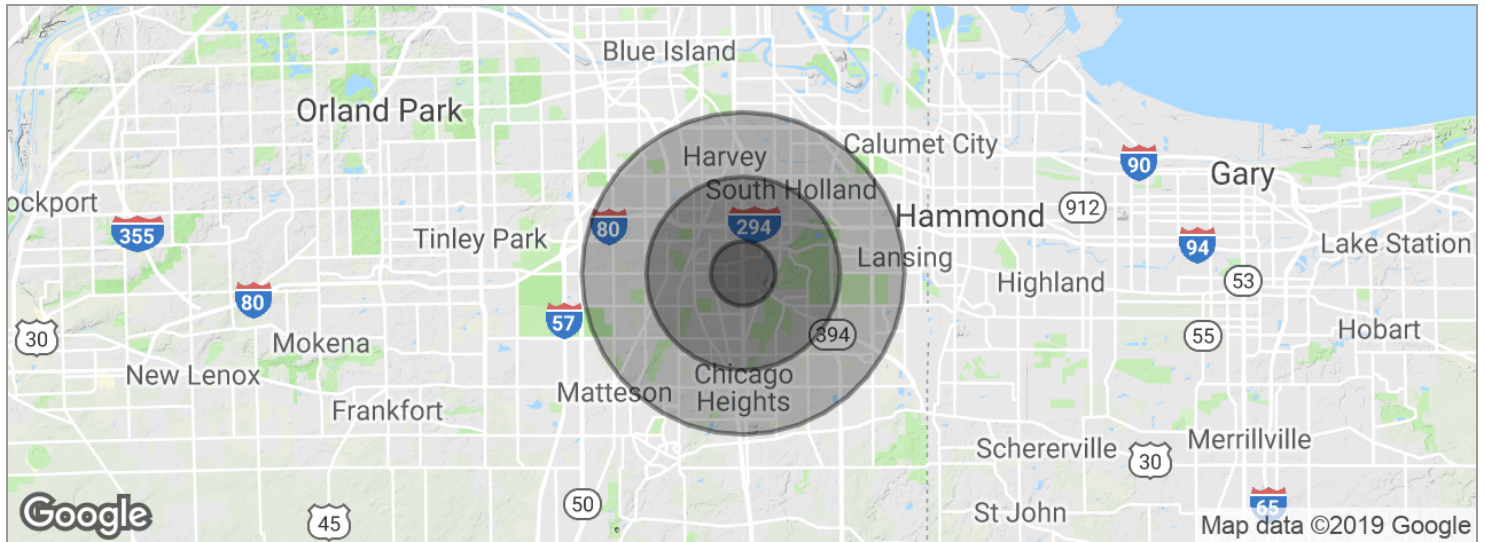 Blue Island
Orland Park
Calumet City
Harvey
90
Gary
South Holland
ockport
912
Hammond
355
80
294
Tinley Park
94
Lake Station
Lansing
Highland
53
80
57
394
55
30
Mokena
Hobart
New Lenox
Matteson
Chicago
Heights
Frankfort
Schererville
Merrillville
30
50
45
St John
65
Google
Map data ©2019 Google